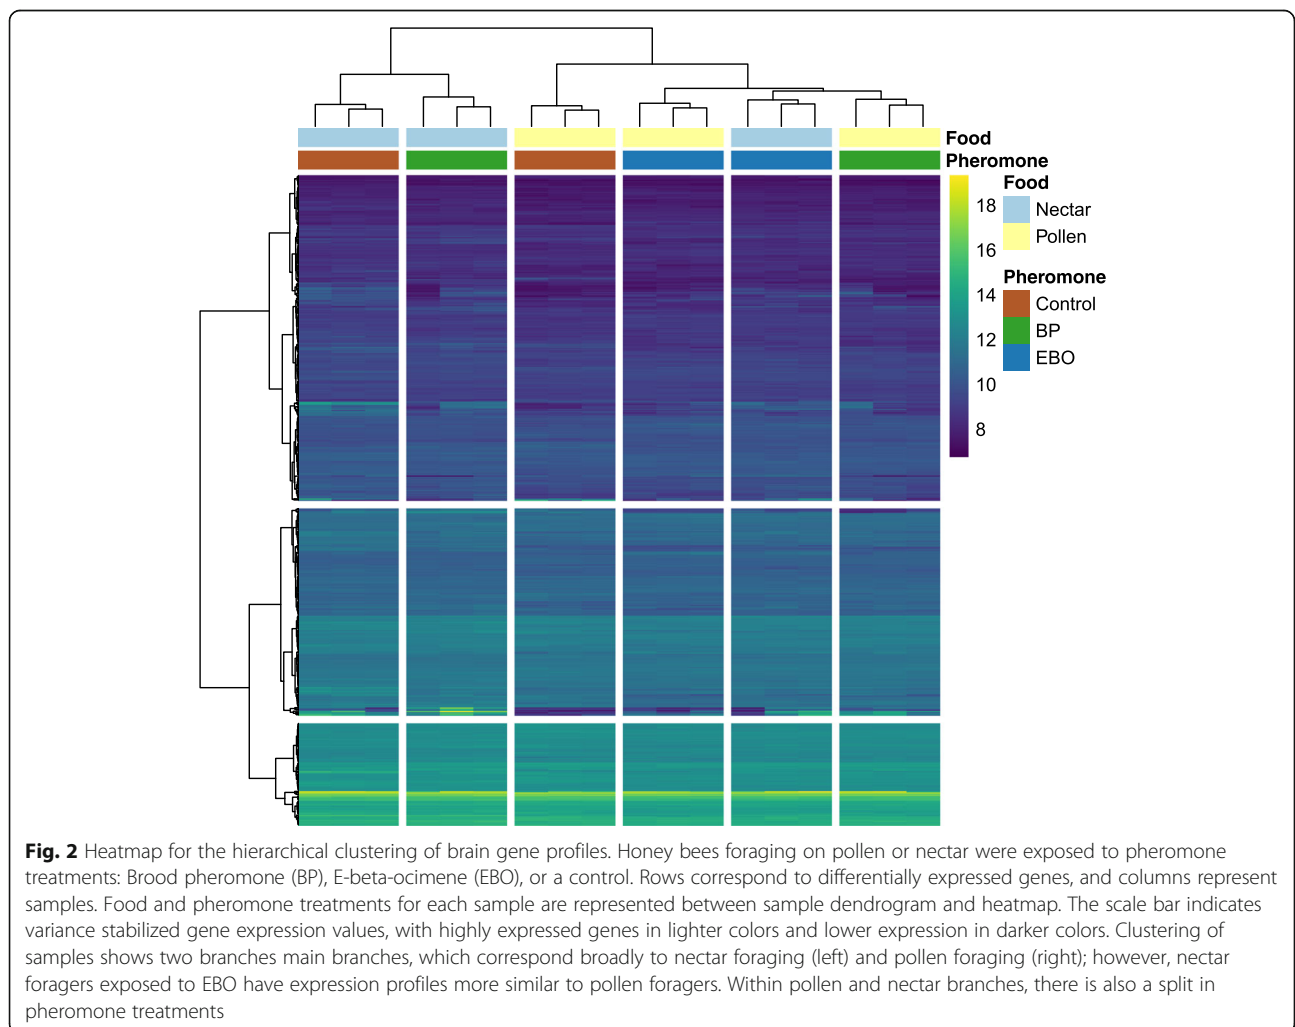 Food
Pheromone
18
16
14
12
10
8
Food
Nectar
Pollen
Pheromone
Control
BP
EBO
Fig. 2 Heatmap for the hierarchical clustering of brain gene profiles. Honey bees foraging on pollen or nectar were exposed to pheromone
treatments: Brood pheromone (BP), E-beta-ocimene (EBO), or a control. Rows correspond to differentially expressed genes, and columns represent
samples. Food and pheromone treatments for each sample are represented between sample dendrogram and heatmap. The scale bar indicates
variance stabilized gene expression values, with highly expressed genes in lighter colors and lower expression in darker colors. Clustering of
samples shows two branches main branches, which correspond broadly to nectar foraging (left) and pollen foraging (right); however, nectar
foragers exposed to EBO have expression profiles more similar to pollen foragers. Within pollen and nectar branches, there is also a split in
pheromone treatments